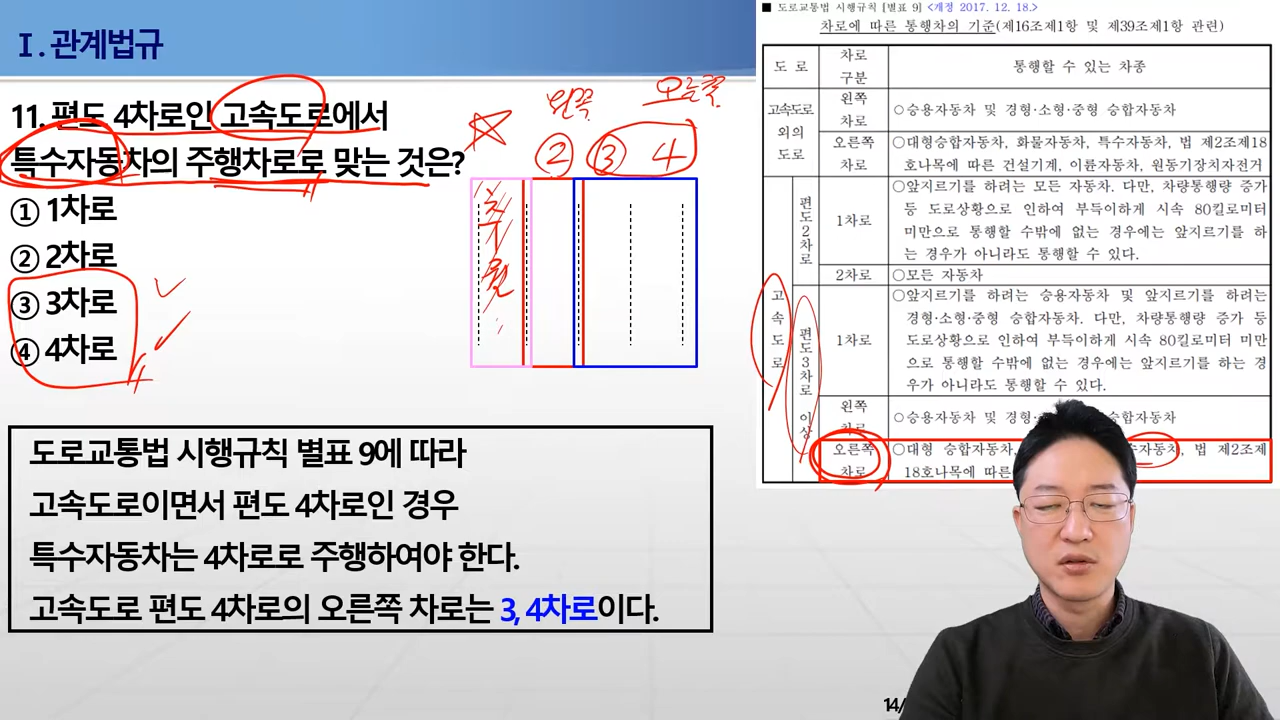 Ⅰ. 관계법규
11. 편도 4차로인 고속도로에서
특수자동차의 주행차로로 맞는 것은?
① 1차로
② 2차로
③ 3차로
④ 4차로
왼쪽 오른쪽
② ③ 4
추
월
도로교통법 시행규칙 별표 9에 따라
고속도로이면서 편도 4차로인 경우
특수자동차는 4차로로 주행하여야 한다.
고속도로 편도 4차로의 오른쪽 차로는 3, 4차로이다.
■ 도로교통법 시행규칙 [별표 9] <개정 2017. 12. 18.>
차로에 따른 통행차의 기준(제16조제1항 및 제39조제1항 관련)
도 로
차로
구분
통행할 수 있는 차종
고속도로
외의
도로
왼쪽
차로
○승용자동차 및 경형·소형·중형 승합자동차
오른쪽
차로
○대형승합자동차, 화물자동차, 특수자동차, 법 제2조제18
호나목에 따른 건설기계, 이륜자동차, 원동기장치자전거
고속도로
편도2차로
1차로
○앞지르기를 하려는 모든 자동차. 다만, 차량통행량 증가
등 도로상황으로 인하여 부득이하게 시속 80킬로미터
미만으로 통행할 수밖에 없는 경우에는 앞지르기를 하
는 경우가 아니라도 통행할 수 있다.
2차로
○모든 자동차
편도3차로 이상
1차로
○앞지르기를 하려는 승용자동차 및 앞지르기를 하려는
경형·소형·중형 승합자동차. 다만, 차량통행량 증가 등
도로상황으로 인하여 부득이하게 시속 80킬로미터 미만
으로 통행할 수밖에 없는 경우에는 앞지르기를 하는 경
우가 아니라도 통행할 수 있다.
왼쪽
차로
○승용자동차 및 경형· 승합자동차
오른쪽
차로
○대형 승합자동차, 수자동차, 법 제2조제
18호나목에 따른
14/